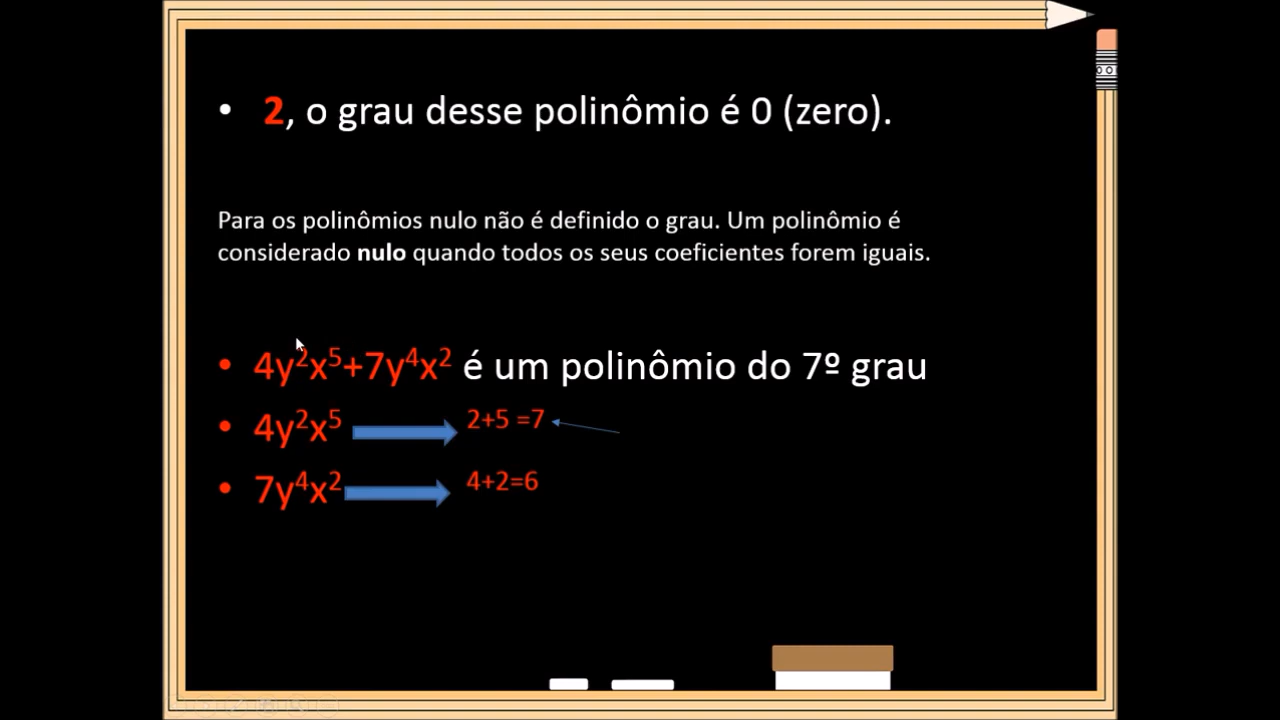 • 2, o grau desse polinômio é 0 (zero).
Para os polinômios nulo não é definido o grau. Um polinômio é
considerado nulo quando todos os seus coeficientes forem iguais.
• 4y²x⁵+7y⁴x² é um polinômio do 7º grau
• 4y²x⁵ 2+5 =7
• 7y⁴x² 4+2=6